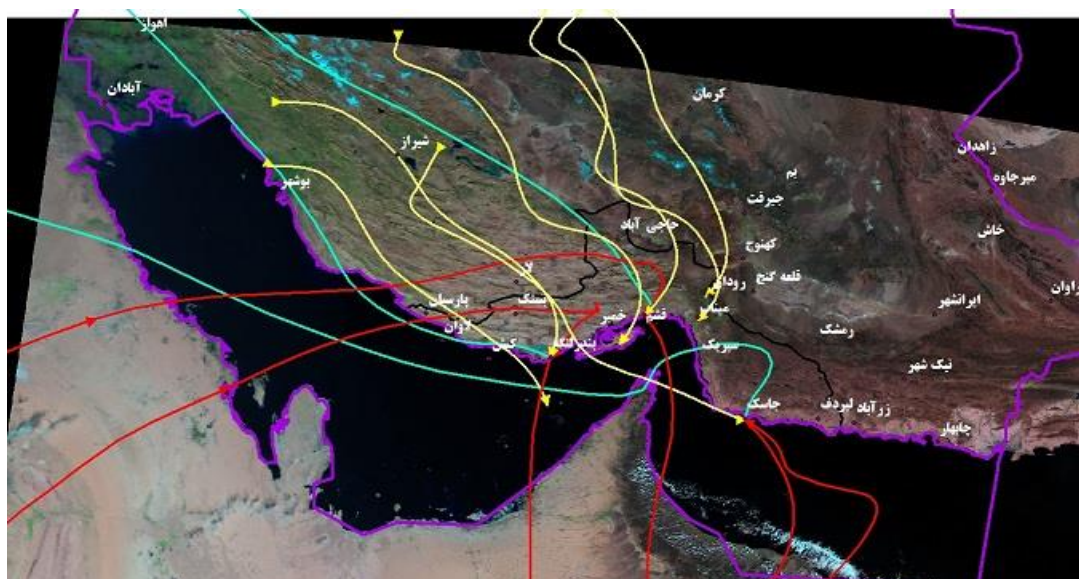 اهواز
آبادان
کرمان
شیراز
زاهدان
میرجاوه
بوشهر
بم
جیرفت
حاجی آباد
خاش
کهنوج
قلعه گنج
رودان
لار
پارسیان
بستک
خمیر
قشم
میناب
ایرانشهر
لاوان
کیش
بندرلنگه
سیریک
رمشک
نیک شهر
جاسک
لیردف
زرآباد
چابهار